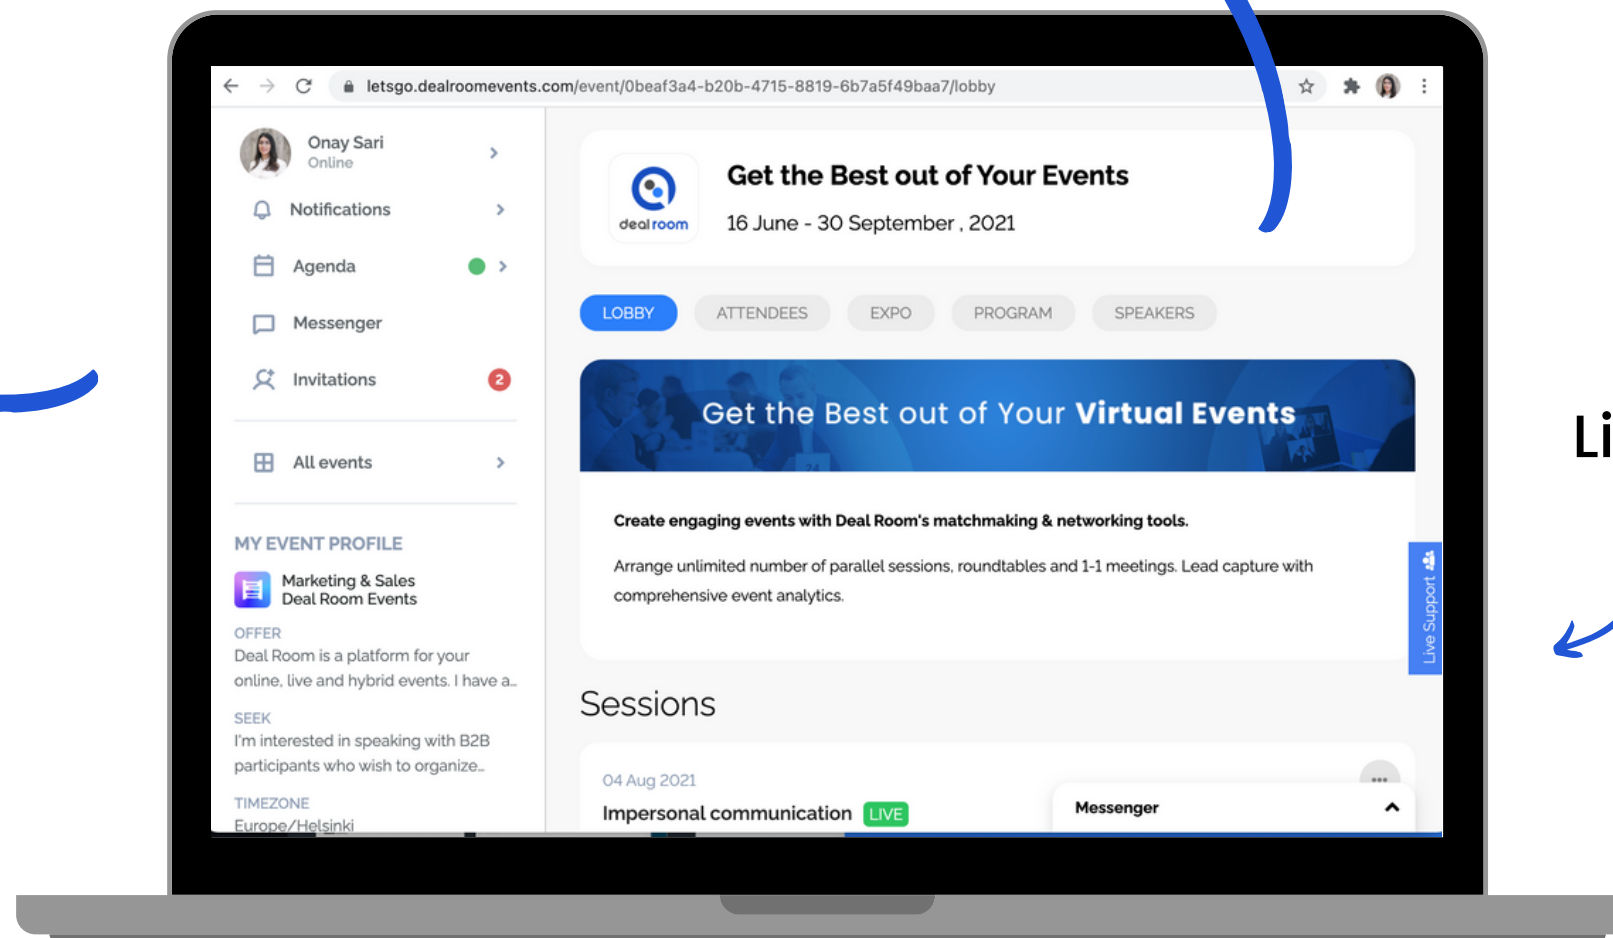 letsgo.dealroomevents.com/event/0beaf3a4-b20b-4715-8819-6b7a5f49baa7/lobby
Onay Sari
Online
Notifications
Agenda
Messenger
Invitations
2
All events
MY EVENT PROFILE
Marketing & Sales
Deal Room Events
OFFER
Deal Room is a platform for your
online, live and hybrid events. I have a...
SEEK
I'm interested in speaking with B2B
participants who wish to organize...
TIMEZONE
Europe/Helsinki
deal room
Get the Best out of Your Events
16 June - 30 September , 2021
LOBBY
ATTENDEES
EXPO
PROGRAM
SPEAKERS
Get the Best out of Your Virtual Events
24
Create engaging events with Deal Room's matchmaking & networking tools.
Arrange unlimited number of parallel sessions, roundtables and 1-1 meetings. Lead capture with
comprehensive event analytics.
Live Support
Sessions
04 Aug 2021
Impersonal communication LIVE
Messenger
Li